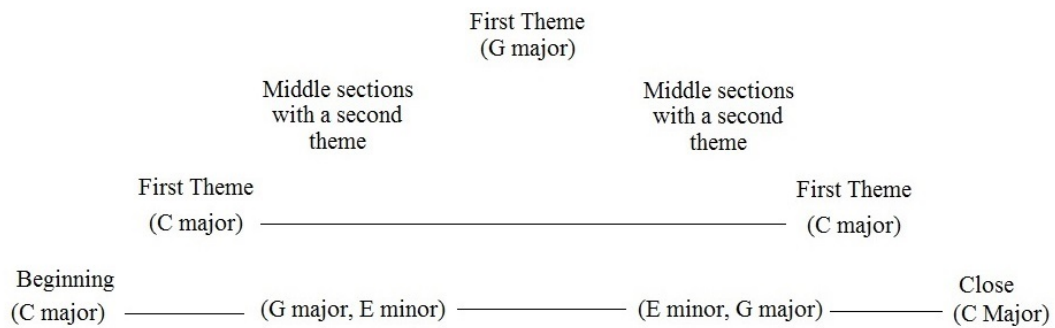 First Theme
(G major)
Middle sections
with a second
theme
Middle sections
with a second
theme
First Theme
(C major)
First Theme
(C major)
Beginning
(C major)
(G major, E minor)
(E minor, G major)
Close
(C Major)